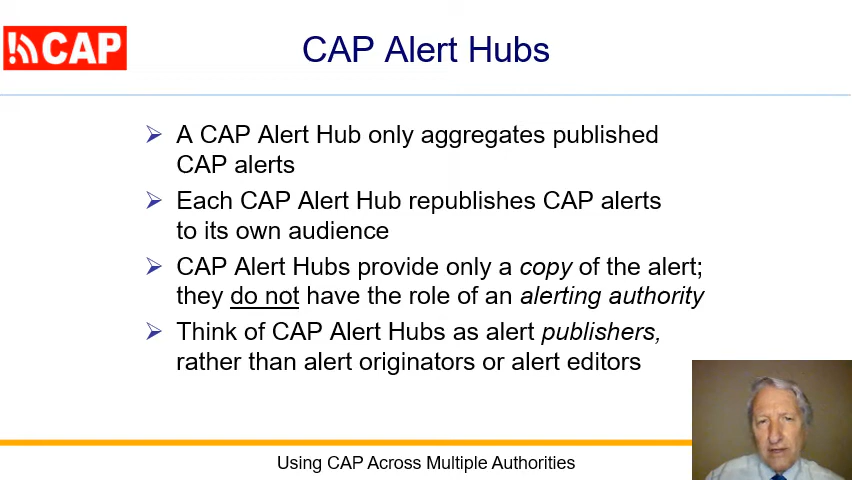 CAP
CAP Alert Hubs
A CAP Alert Hub only aggregates published
CAP alerts
Each CAP Alert Hub republishes CAP alerts
to its own audience
CAP Alert Hubs provide only a copy of the alert;
they do not have the role of an alerting authority
Think of CAP Alert Hubs as alert publishers,
rather than alert originators or alert editors
Using CAP Across Multiple Authorities